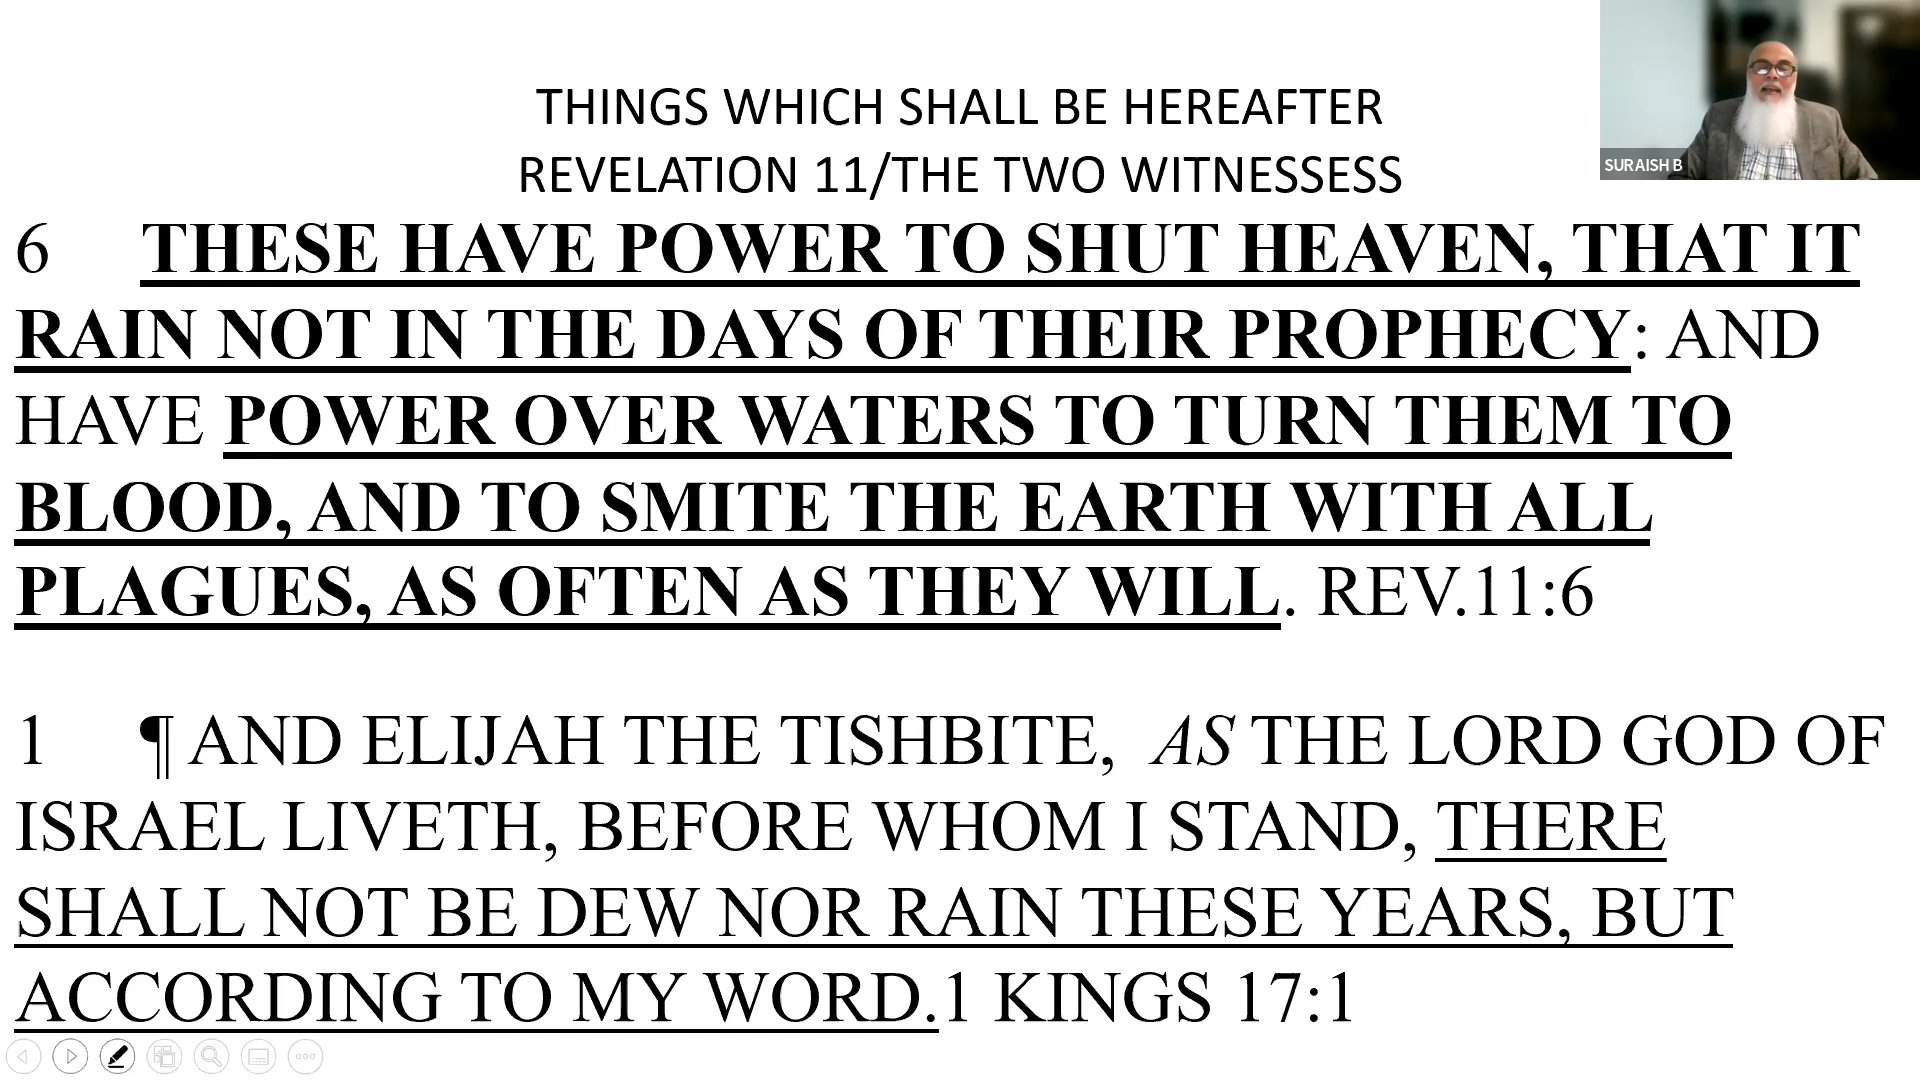 THINGS WHICH SHALL BE HEREAFTER
REVELATION 11/THE TWO WITNESSESS
SURAISH B
6 THESE HAVE POWER TO SHUT HEAVEN, THAT IT
RAIN NOT IN THE DAYS OF THEIR PROPHECY: AND
HAVE POWER OVER WATERS TO TURN THEM TO
BLOOD, AND TO SMITE THE EARTH WITH ALL
PLAGUES, AS OFTEN AS THEY WILL. REV.11:6
1 ¶ AND ELIJAH THE TISHBITE, AS THE LORD GOD OF
ISRAEL LIVETH, BEFORE WHOM I STAND, THERE
SHALL NOT BE DEW NOR RAIN THESE YEARS, BUT
ACCORDING TO MY WORD.1 KINGS 17:1